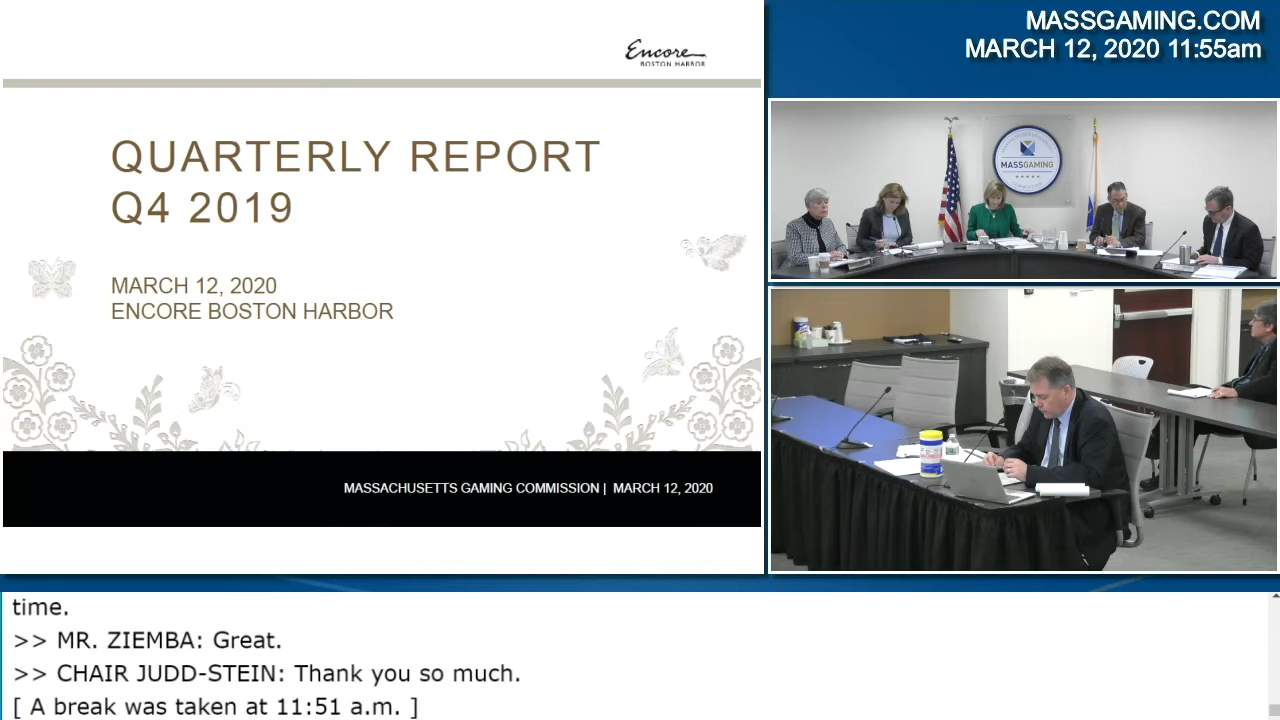 Encore
BOSTON HARBOR
QUARTERLY REPORT
Q4 2019
MARCH 12, 2020
ENCORE BOSTON HARBOR
MASSACHUSETTS GAMING COMMISSION | MARCH 12, 2020
MASSGAMING.COM
MARCH 12, 2020 11:55am
MASSGAMING
time.
>> MR. ZIEMBA: Great.
>> CHAIR JUDD-STEIN: Thank you so much.
[ A break was taken at 11:51 a.m. ]